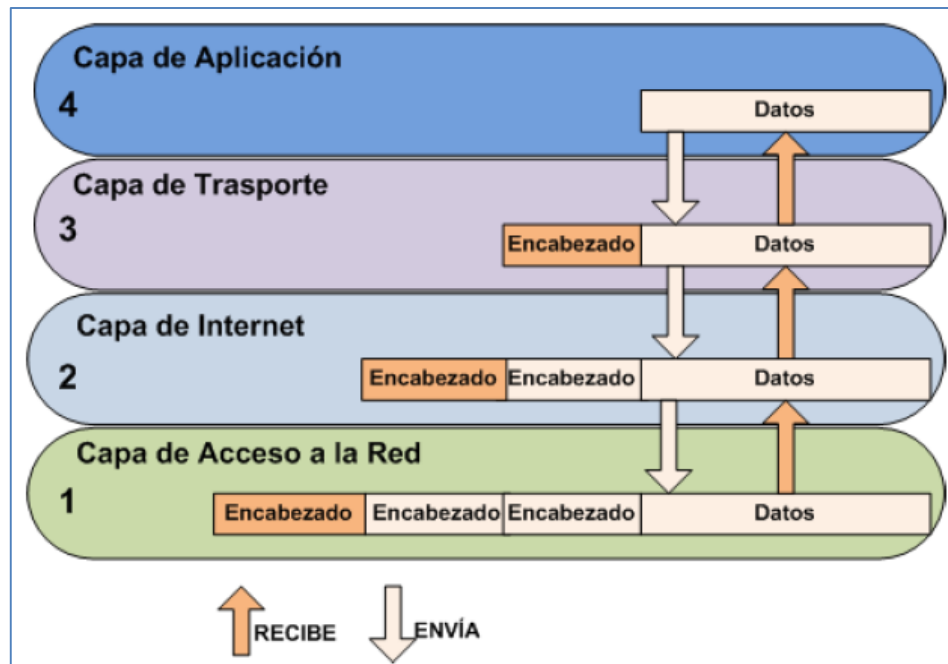 Capa de Aplicación
4
Datos
Capa de Trasporte
3
Encabezado Datos
Capa de Internet
2
Encabezado Encabezado Datos
Capa de Acceso a la Red
1
Encabezado Encabezado Encabezado Datos
RECIBE ENVÍA